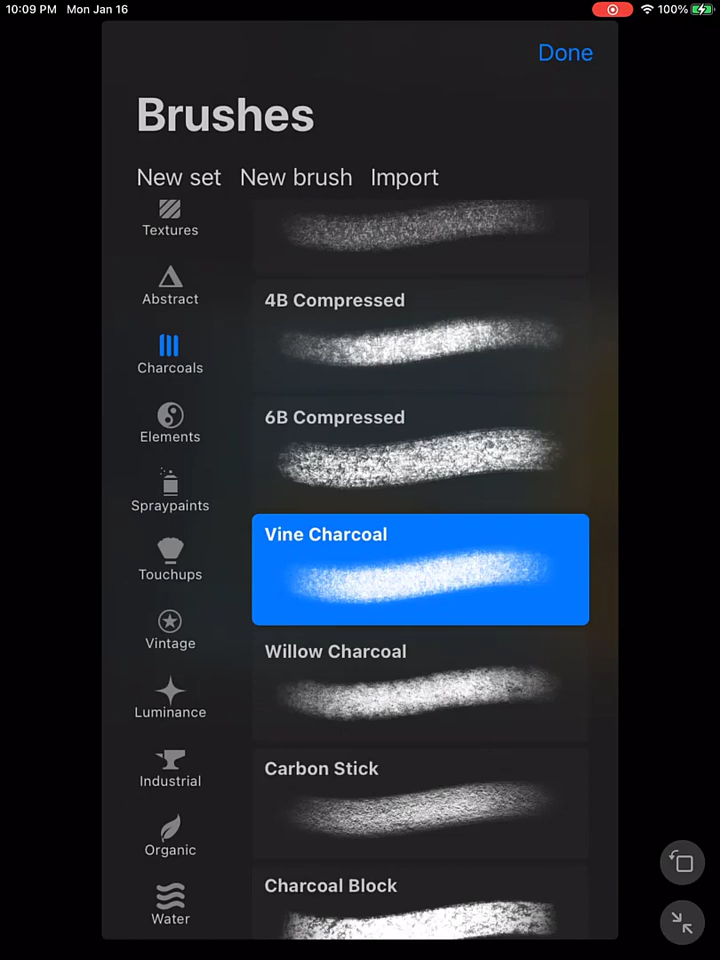 10:09 PM Mon Jan 16 100%
Done
Brushes
New set New brush Import
Textures
Abstract
Charcoals
Elements
Spraypaints
Touchups
Vintage
Luminance
Industrial
Organic
Water
4B Compressed
6B Compressed
Vine Charcoal
Willow Charcoal
Carbon Stick
Charcoal Block